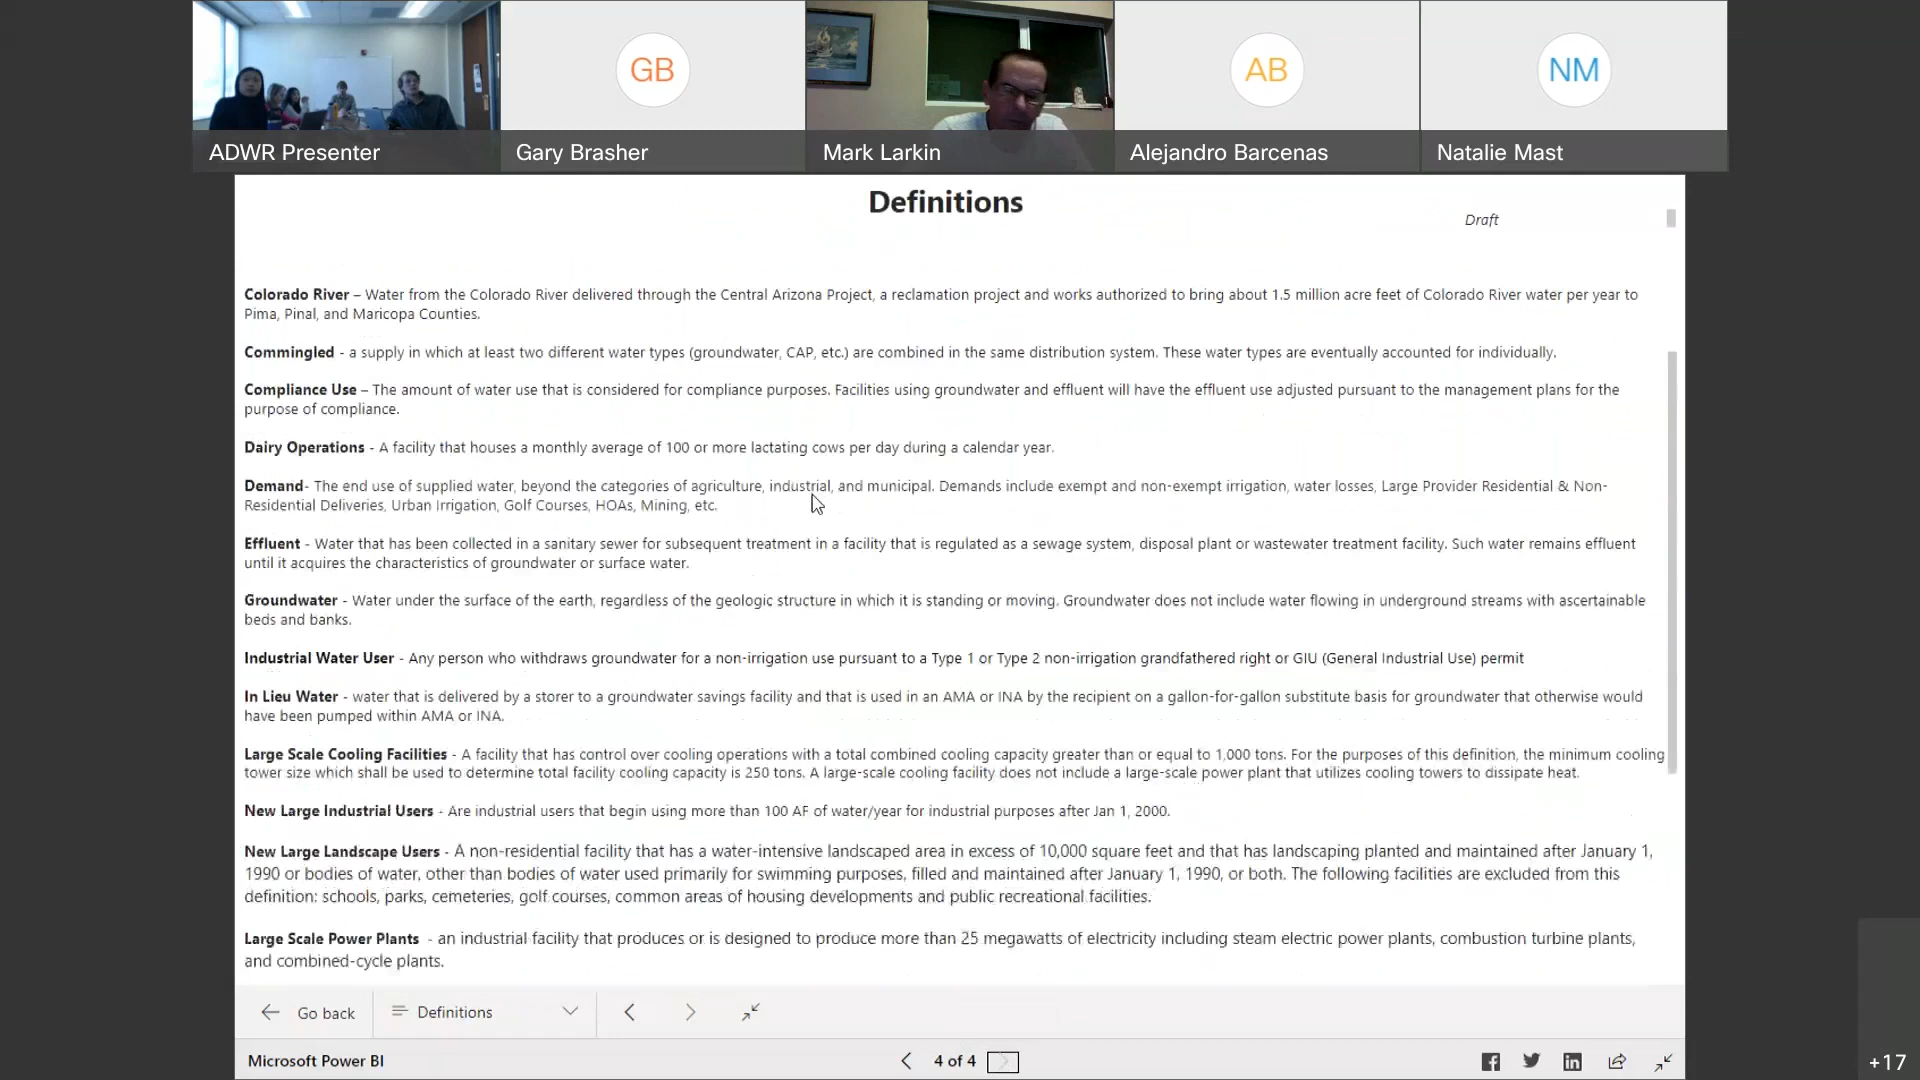 GB
AB
NM
ADWR Presenter
Gary Brasher
Mark Larkin
Alejandro Barcenas
Natalie Mast
Definitions
Draft
Colorado River – Water from the Colorado River delivered through the Central Arizona Project, a reclamation project and works authorized to bring about 1.5 million acre feet of Colorado River water per year to
Pima, Pinal, and Maricopa Counties.
Commingled - a supply in which at least two different water types (groundwater, CAP, etc.) are combined in the same distribution system. These water types are eventually accounted for individually.
Compliance Use – The amount of water use that is considered for compliance purposes. Facilities using groundwater and effluent will have the effluent use adjusted pursuant to the management plans for the
purpose of compliance.
Dairy Operations - A facility that houses a monthly average of 100 or more lactating cows per day during a calendar year.
Demand- The end use of supplied water, beyond the categories of agriculture, industrial, and municipal. Demands include exempt and non-exempt irrigation, water losses, Large Provider Residential & Non-
Residential Deliveries, Urban Irrigation, Golf Courses, HOAs, Mining, etc.
Effluent - Water that has been collected in a sanitary sewer for subsequent treatment in a facility that is regulated as a sewage system, disposal plant or wastewater treatment facility. Such water remains effluent
until it acquires the characteristics of groundwater or surface water.
Groundwater - Water under the surface of the earth, regardless of the geologic structure in which it is standing or moving. Groundwater does not include water flowing in underground streams with ascertainable
beds and banks.
Industrial Water User - Any person who withdraws groundwater for a non-irrigation use pursuant to a Type 1 or Type 2 non-irrigation grandfathered right or GIU (General Industrial Use) permit
In Lieu Water - water that is delivered by a storer to a groundwater savings facility and that is used in an AMA or INA by the recipient on a gallon-for-gallon substitute basis for groundwater that otherwise would
have been pumped within AMA or INA.
Large Scale Cooling Facilities - A facility that has control over cooling operations with a total combined cooling capacity greater than or equal to 1,000 tons. For the purposes of this definition, the minimum cooling
tower size which shall be used to determine total facility cooling capacity is 250 tons. A large-scale cooling facility does not include a large-scale power plant that utilizes cooling towers to dissipate heat.
New Large Industrial Users - Are industrial users that begin using more than 100 AF of water/year for industrial purposes after Jan 1, 2000.
New Large Landscape Users - A non-residential facility that has a water-intensive landscaped area in excess of 10,000 square feet and that has landscaping planted and maintained after January 1,
1990 or bodies of water, other than bodies of water used primarily for swimming purposes, filled and maintained after January 1, 1990, or both. The following facilities are excluded from this
definition: schools, parks, cemeteries, golf courses, common areas of housing developments and public recreational facilities.
Large Scale Power Plants - an industrial facility that produces or is designed to produce more than 25 megawatts of electricity including steam electric power plants, combustion turbine plants,
and combined-cycle plants.
Go back
Definitions
Microsoft Power BI
4 of 4
+17